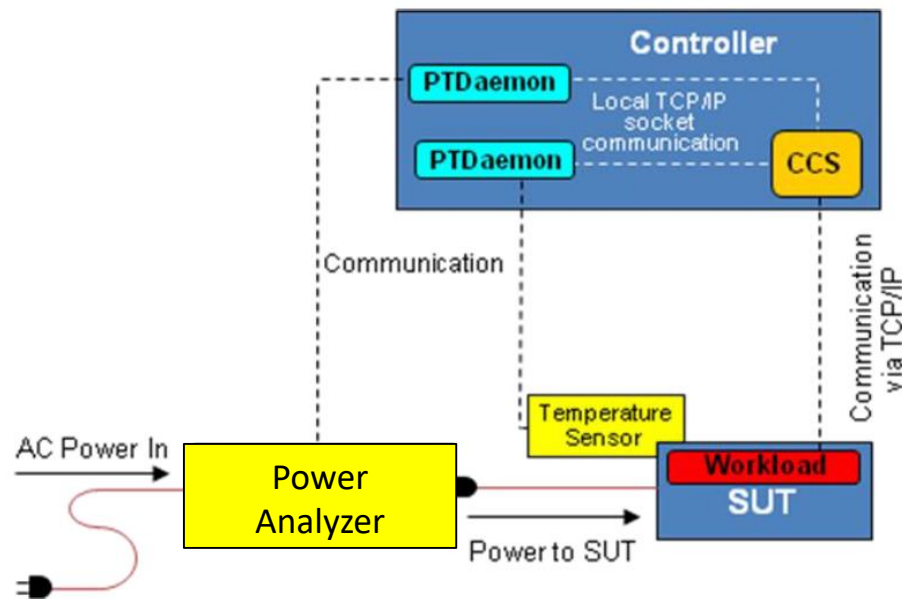 Controller
PTDaemon
Local TCP/IP
socket
communication
PTDaemon
CCS
Communication
Communication
via TCP/IP
Temperature
Sensor
AC Power In
Power
Analyzer
Workload
SUT
Power to SUT